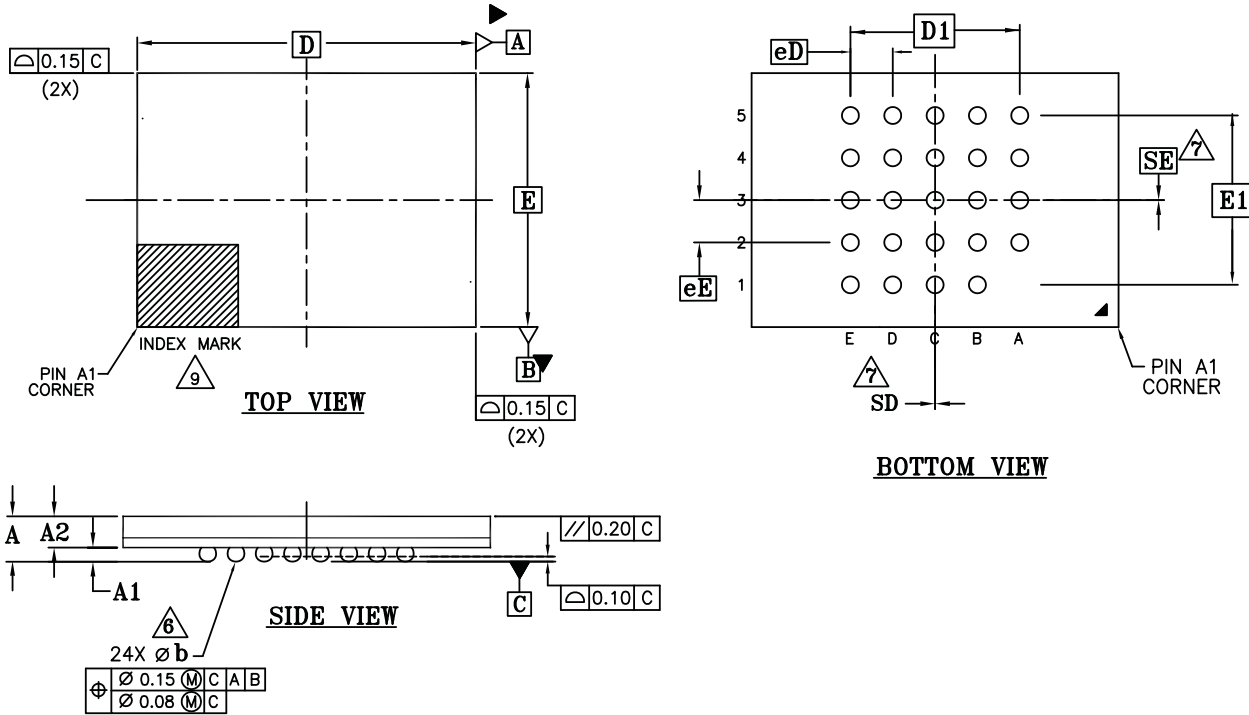 D
A
⌓ 0.15 C
(2X)
E
INDEX MARK
9
PIN A1
CORNER
B
TOP VIEW
⌓ 0.15 C
(2X)
D1
eD
5
4
3
2
1
SE
7
E1
eE
E D C B A
7
SD
PIN A1
CORNER
BOTTOM VIEW
A
A2
A1
// 0.20 C
C
⌓ 0.10 C
SIDE VIEW
6
24X ø b
⌖ Ø 0.15 Ⓜ C A B
Ø 0.08 Ⓜ C